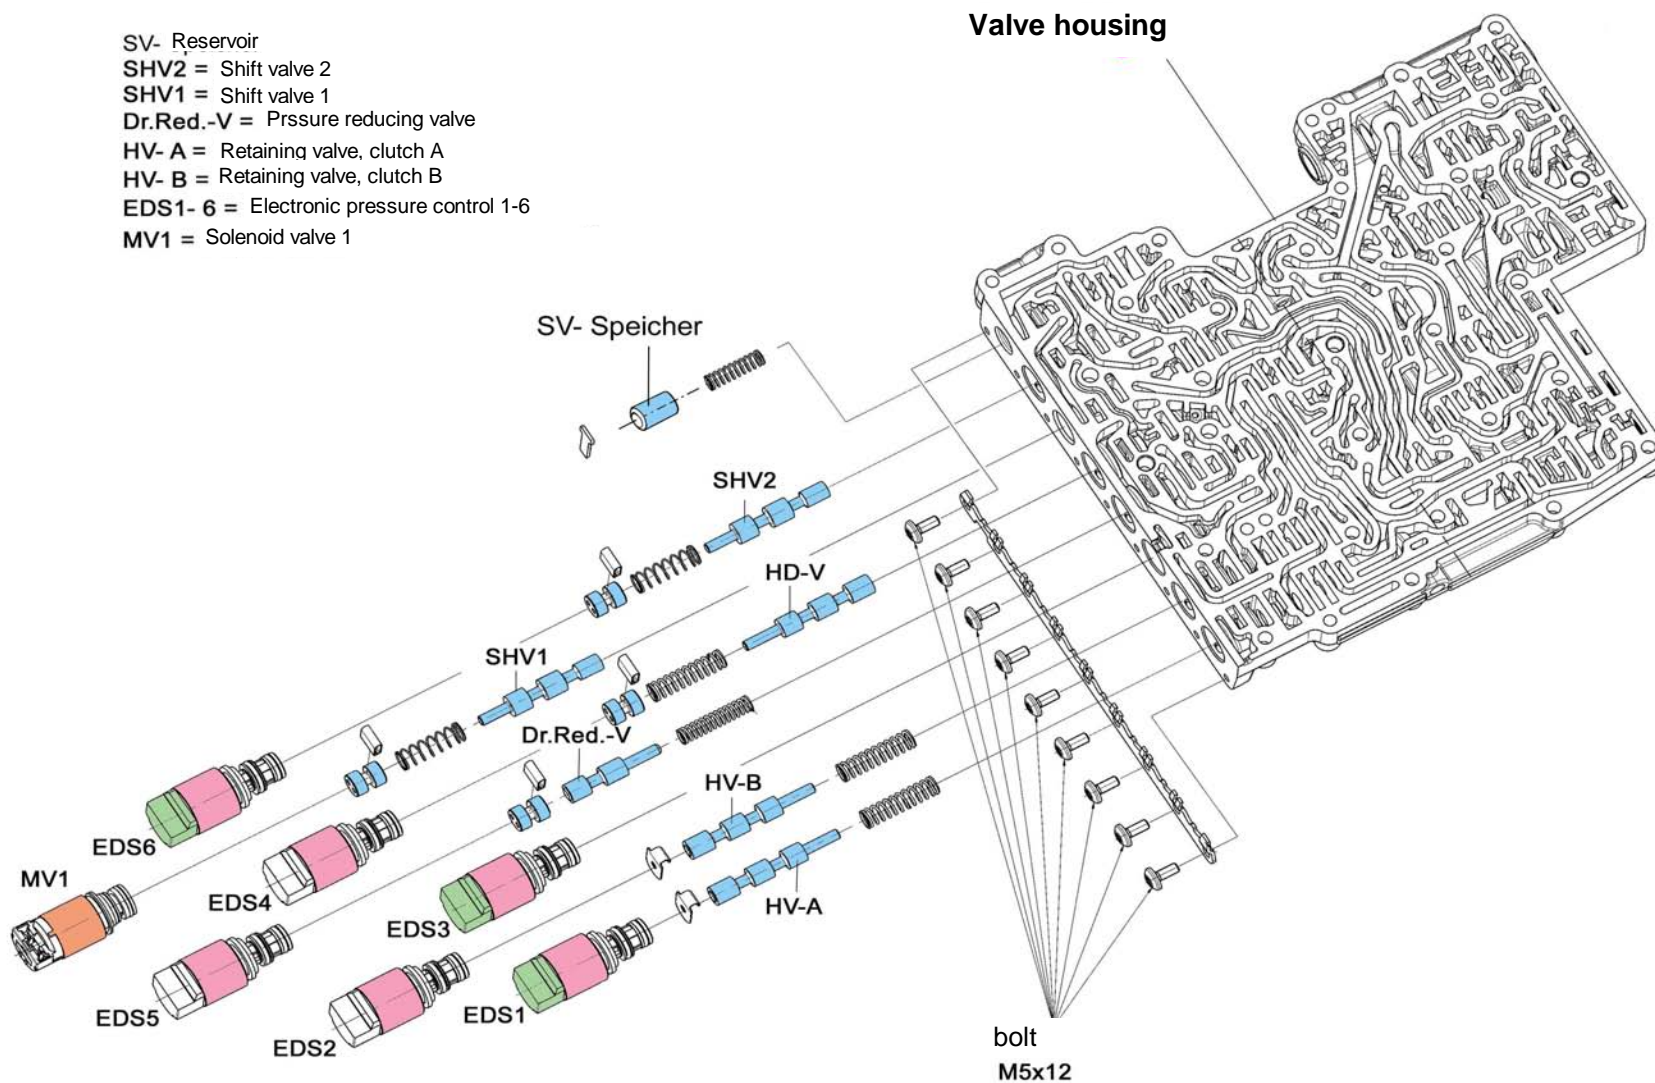 Valve housing
SV- Reservoir
SHV2 = Shift valve 2
SHV1 = Shift valve 1
Dr.Red.-V = Prssure reducing valve
HV- A = Retaining valve, clutch A
HV- B = Retaining valve, clutch B
EDS1- 6 = Electronic pressure control 1-6
MV1 = Solenoid valve 1
SV- Speicher
SHV2
HD-V
SHV1
Dr.Red.-V
HV-B
HV-A
EDS6
MV1
EDS4
EDS3
EDS5
EDS1
EDS2
bolt
M5x12